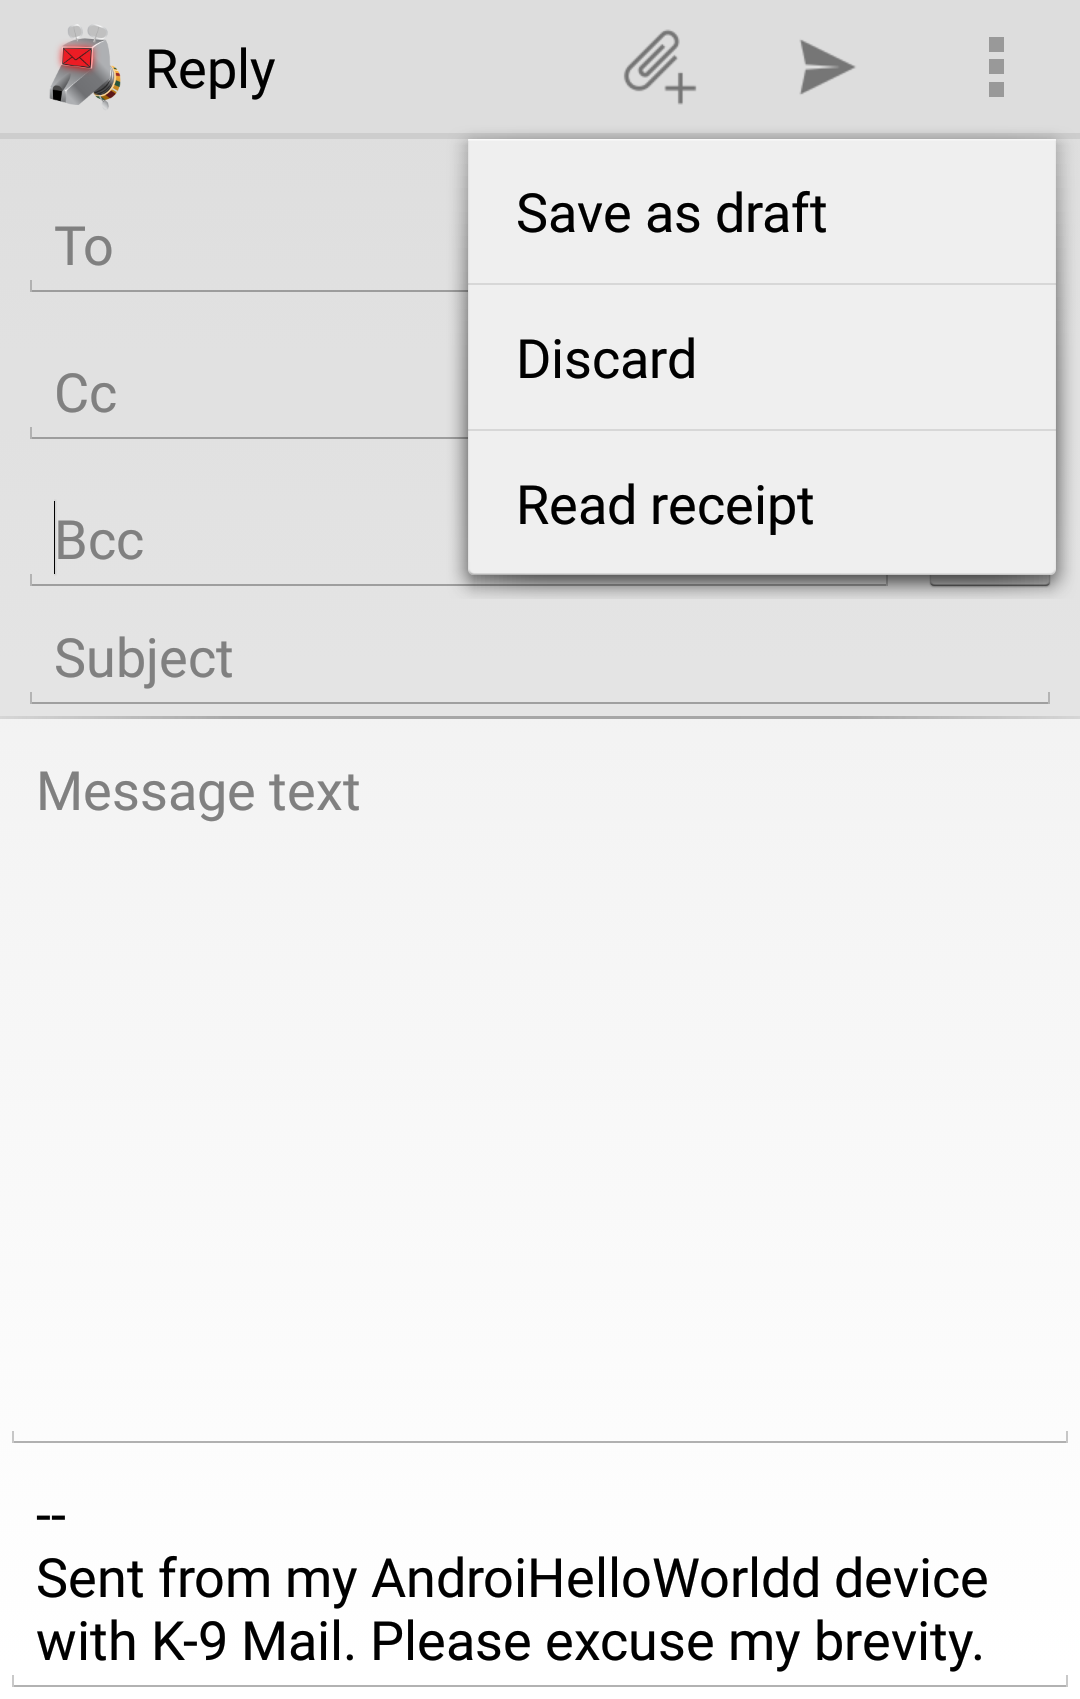 Reply
Save as draft
To
Discard
Cc
Read receipt
Bcc
Subject
Message text
--
Sent from my AndroiHelloWorldd device
with K-9 Mail. Please excuse my brevity.